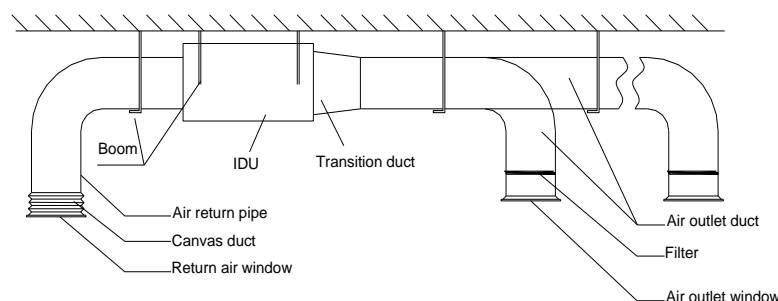 Boom
IDU
Transition duct
Air return pipe
Canvas duct
Return air window
Air outlet duct
Filter
Air outlet window